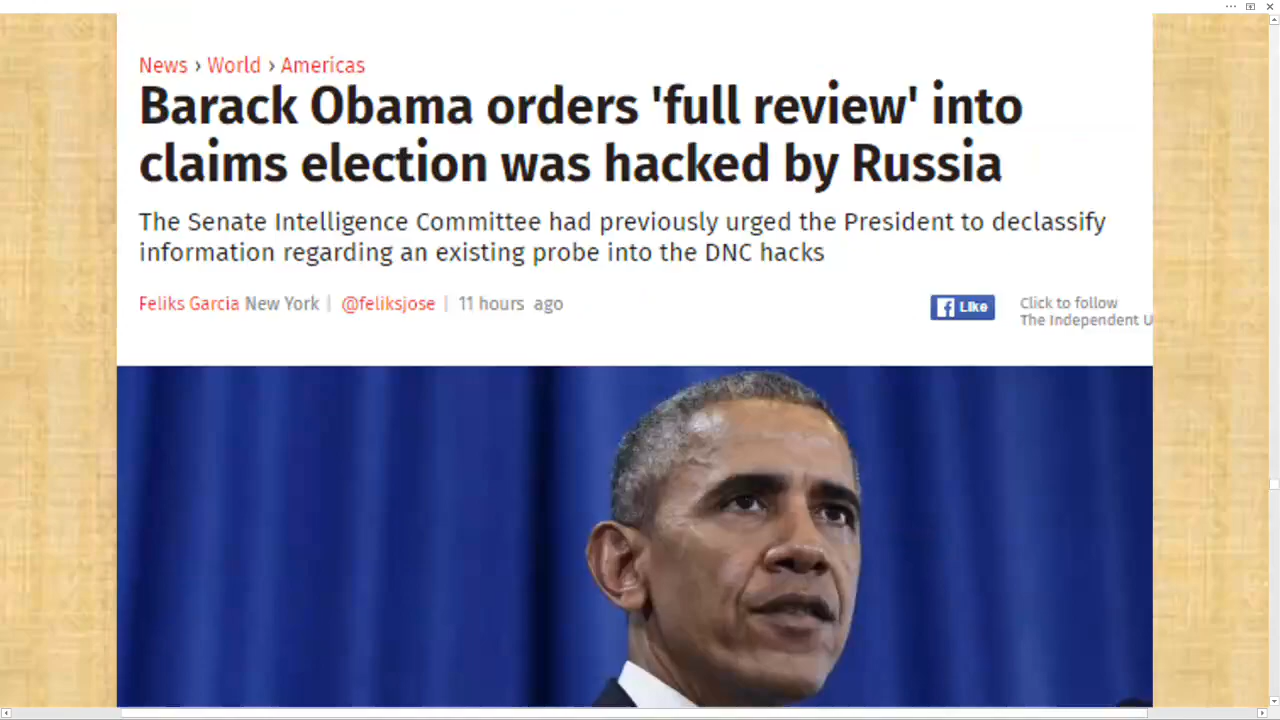 News › World › Americas
Barack Obama orders 'full review' into
claims election was hacked by Russia
The Senate Intelligence Committee had previously urged the President to declassify
information regarding an existing probe into the DNC hacks
Feliks Garcia New York | @feliksjose | 11 hours ago
Like
Click to follow
The Independent U